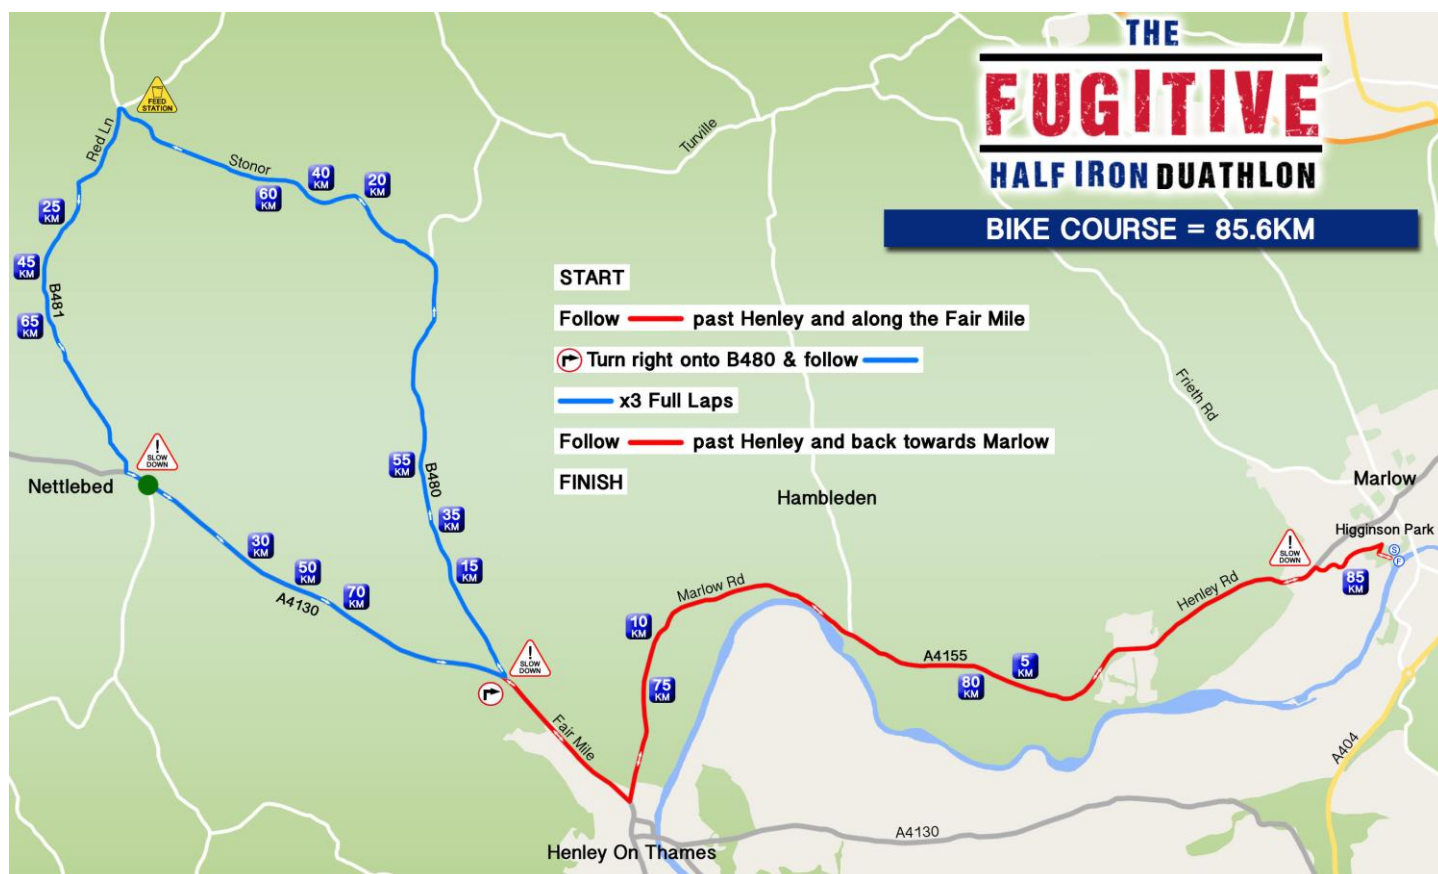 THE
FUGITIVE
HALF IRON DUATHLON
BIKE COURSE = 85.6KM
START
Follow past Henley and along the Fair Mile
Turn right onto B480 & follow
x3 Full Laps
Follow past Henley and back towards Marlow
FINISH
FEED
STATION
Red Ln
Stonor
40
KM
20
KM
60
KM
25
KM
45
KM
B481
65
KM
!
SLOW
DOWN
Nettlebed
55
KM
B480
35
KM
30
KM
50
KM
70
KM
15
KM
A4130
!
SLOW
DOWN
Fair Mile
Henley On Thames
10
KM
75
KM
Marlow Rd
Turville
Hambleden
Frieth Rd
A4155
80
KM
5
KM
Henley Rd
!
SLOW
DOWN
Marlow
Higginson Park
S
F
85
KM
A404
A4130